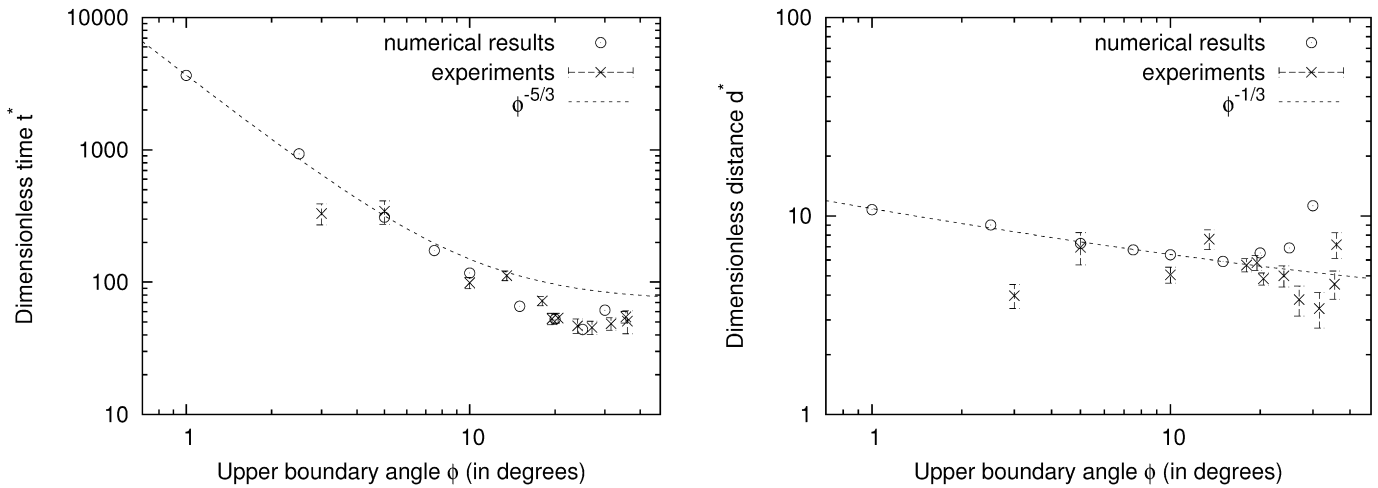 10000
1000
100
10
1
10
Dimensionless time t*
Upper boundary angle ϕ (in degrees)
numerical results
experiments
ϕ-5/3
100
10
1
1
10
Dimensionless distance d*
Upper boundary angle ϕ (in degrees)
numerical results
experiments
ϕ-1/3